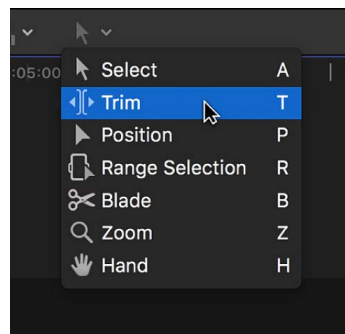 :05:00
Select A
Trim T
Position P
Range Selection R
Blade B
Zoom Z
Hand H